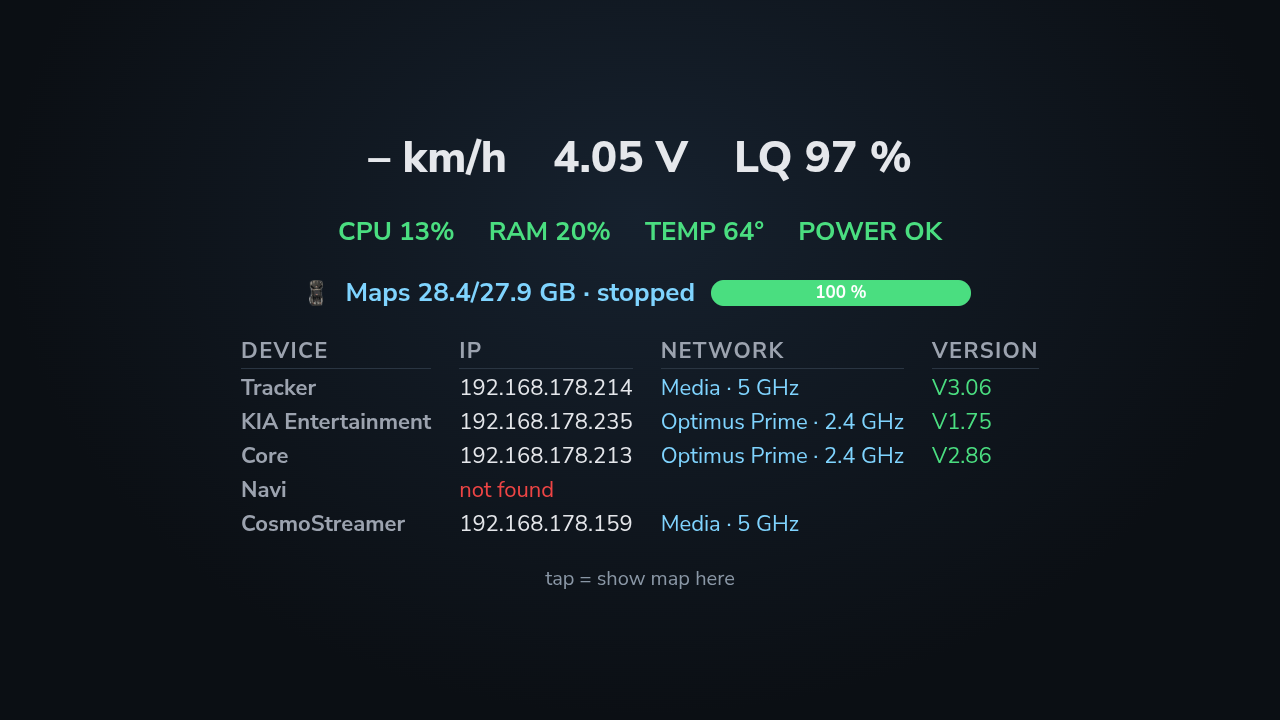 – km/h 4.05 V LQ 97 %
CPU 13% RAM 20% TEMP 64° POWER OK
Maps 28.4/27.9 GB · stopped 100 %
DEVICE IP NETWORK VERSION
Tracker 192.168.178.214 Media · 5 GHz V3.06
KIA Entertainment 192.168.178.235 Optimus Prime · 2.4 GHz V1.75
Core 192.168.178.213 Optimus Prime · 2.4 GHz V2.86
Navi not found
CosmoStreamer 192.168.178.159 Media · 5 GHz
tap = show map here